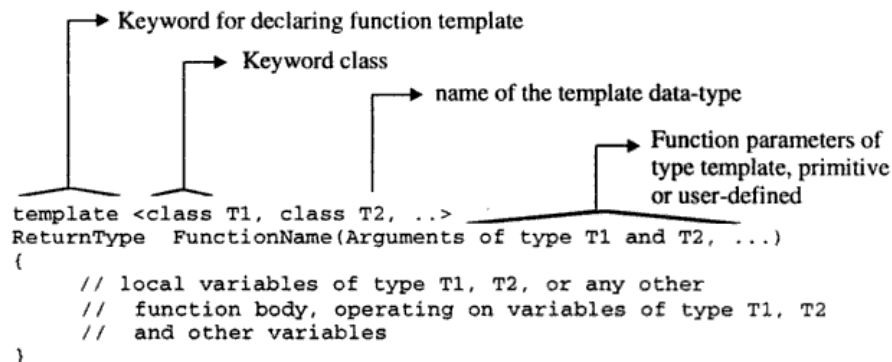 Keyword for declaring function template
Keyword class
name of the template data-type
Function parameters of
type template, primitive
or user-defined
template <class T1, class T2, ..>
ReturnType FunctionName(Arguments of type T1 and T2, ...)
{
// local variables of type T1, T2, or any other
// function body, operating on variables of type T1, T2
// and other variables
}